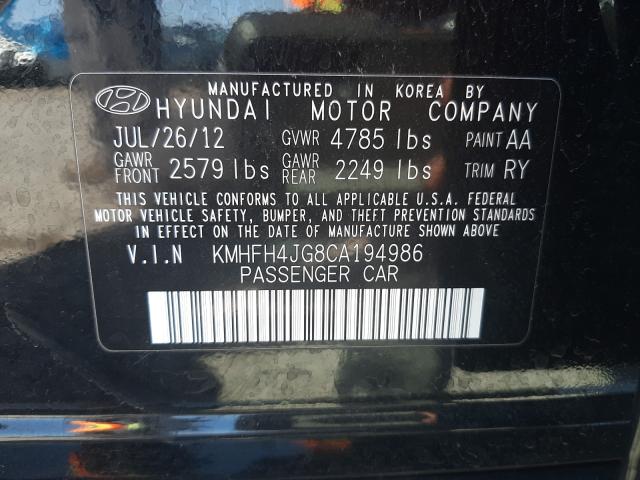 MANUFACTURED IN KOREA BY
HYUNDAI MOTOR COMPANY
JUL/26/12 GVWR 4785 lbs PAINT AA
GAWR FRONT 2579 lbs GAWR REAR 2249 lbs TRIM RY
THIS VEHICLE CONFORMS TO ALL APPLICABLE U.S.A. FEDERAL
MOTOR VEHICLE SAFETY, BUMPER, AND THEFT PREVENTION STANDARDS
IN EFFECT ON THE DATE OF MANUFACTURE SHOWN ABOVE.
V.I.N KMHFH4JG8CA194986
PASSENGER CAR